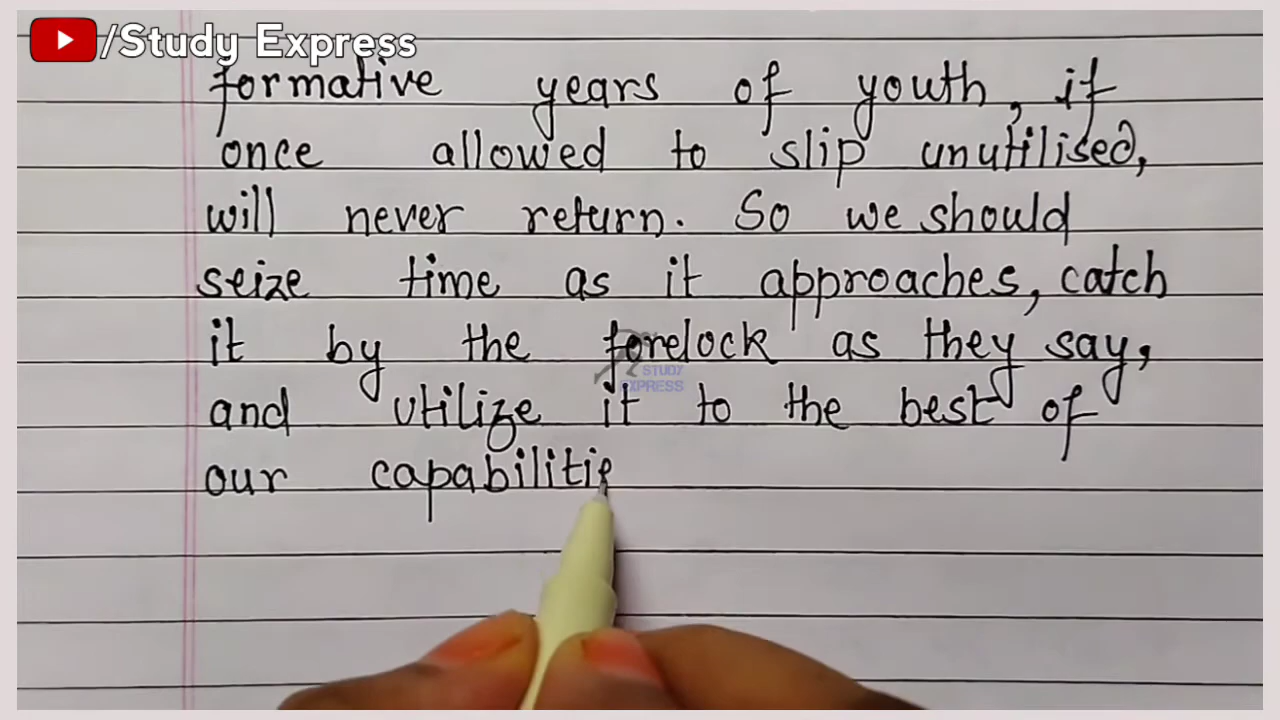 /Study Express
formative years of youth, if
once allowed to slip unutilised,
will never return. So we should
seize time as it approaches, catch
it by the forelock as they say,
STUDY
EXPRESS
and utilize it to the best of
our capabilitie